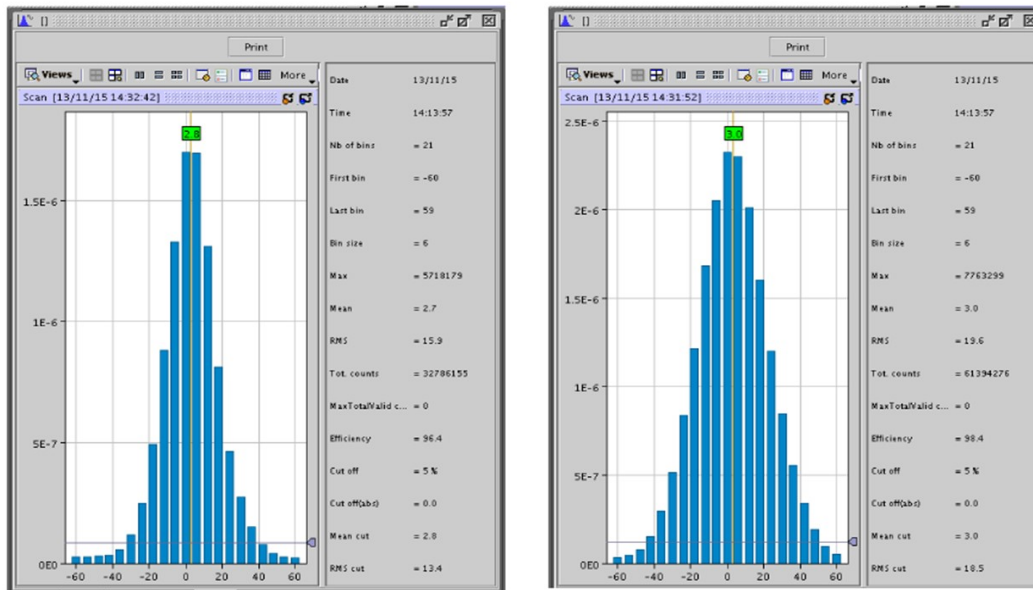 []
Print
Views
More
Scan [13/11/15 14:32:42]
2.8
1.5E-6
1E-6
5E-7
0E0
-60 -40 -20 0 20 40 60
Date 13/11/15
Time 14:13:57
Nb of bins = 21
First bin = -60
Last bin = 59
Bin size = 6
Max = 5718179
Mean = 2.7
RMS = 15.9
Tot. counts = 32786155
MaxTotalValid c... = 0
Efficiency = 96.4
Cut off = 5 %
Cut off(abs) = 0.0
Mean cut = 2.8
RMS cut = 13.4
[]
Print
Views
More
Scan [13/11/15 14:31:52]
3.0
2.5E-6
2E-6
1.5E-6
1E-6
5E-7
0E0
-60 -40 -20 0 20 40 60
Date 13/11/15
Time 14:13:57
Nb of bins = 21
First bin = -60
Last bin = 59
Bin size = 6
Max = 7763299
Mean = 3.0
RMS = 19.6
Tot. counts = 61394276
MaxTotalValid c... = 0
Efficiency = 98.4
Cut off = 5 %
Cut off(abs) = 0.0
Mean cut = 3.0
RMS cut = 18.5